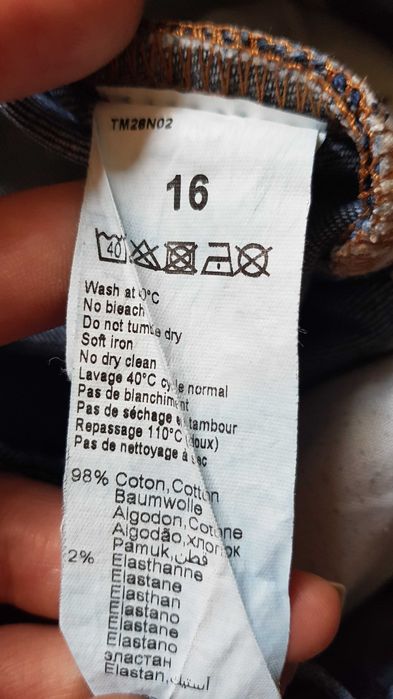 TM28N02
16
40
Wash at 40°C
No bleach
Do not tumble dry
Soft iron
No dry clean
Lavage 40°C cycle normal
Pas de blanchiment
Pas de séchage en tambour
Repassage 110°C (doux)
Pas de nettoyage à sec
98% Coton, Cotton
Baumwolle
Algodon, Cotone
Algodão, хлопок
Pamuk, قطن
2% Elasthanne
Elastane
Elasthan
Elastano
Elastane
Elastano
эластан
Elastan,